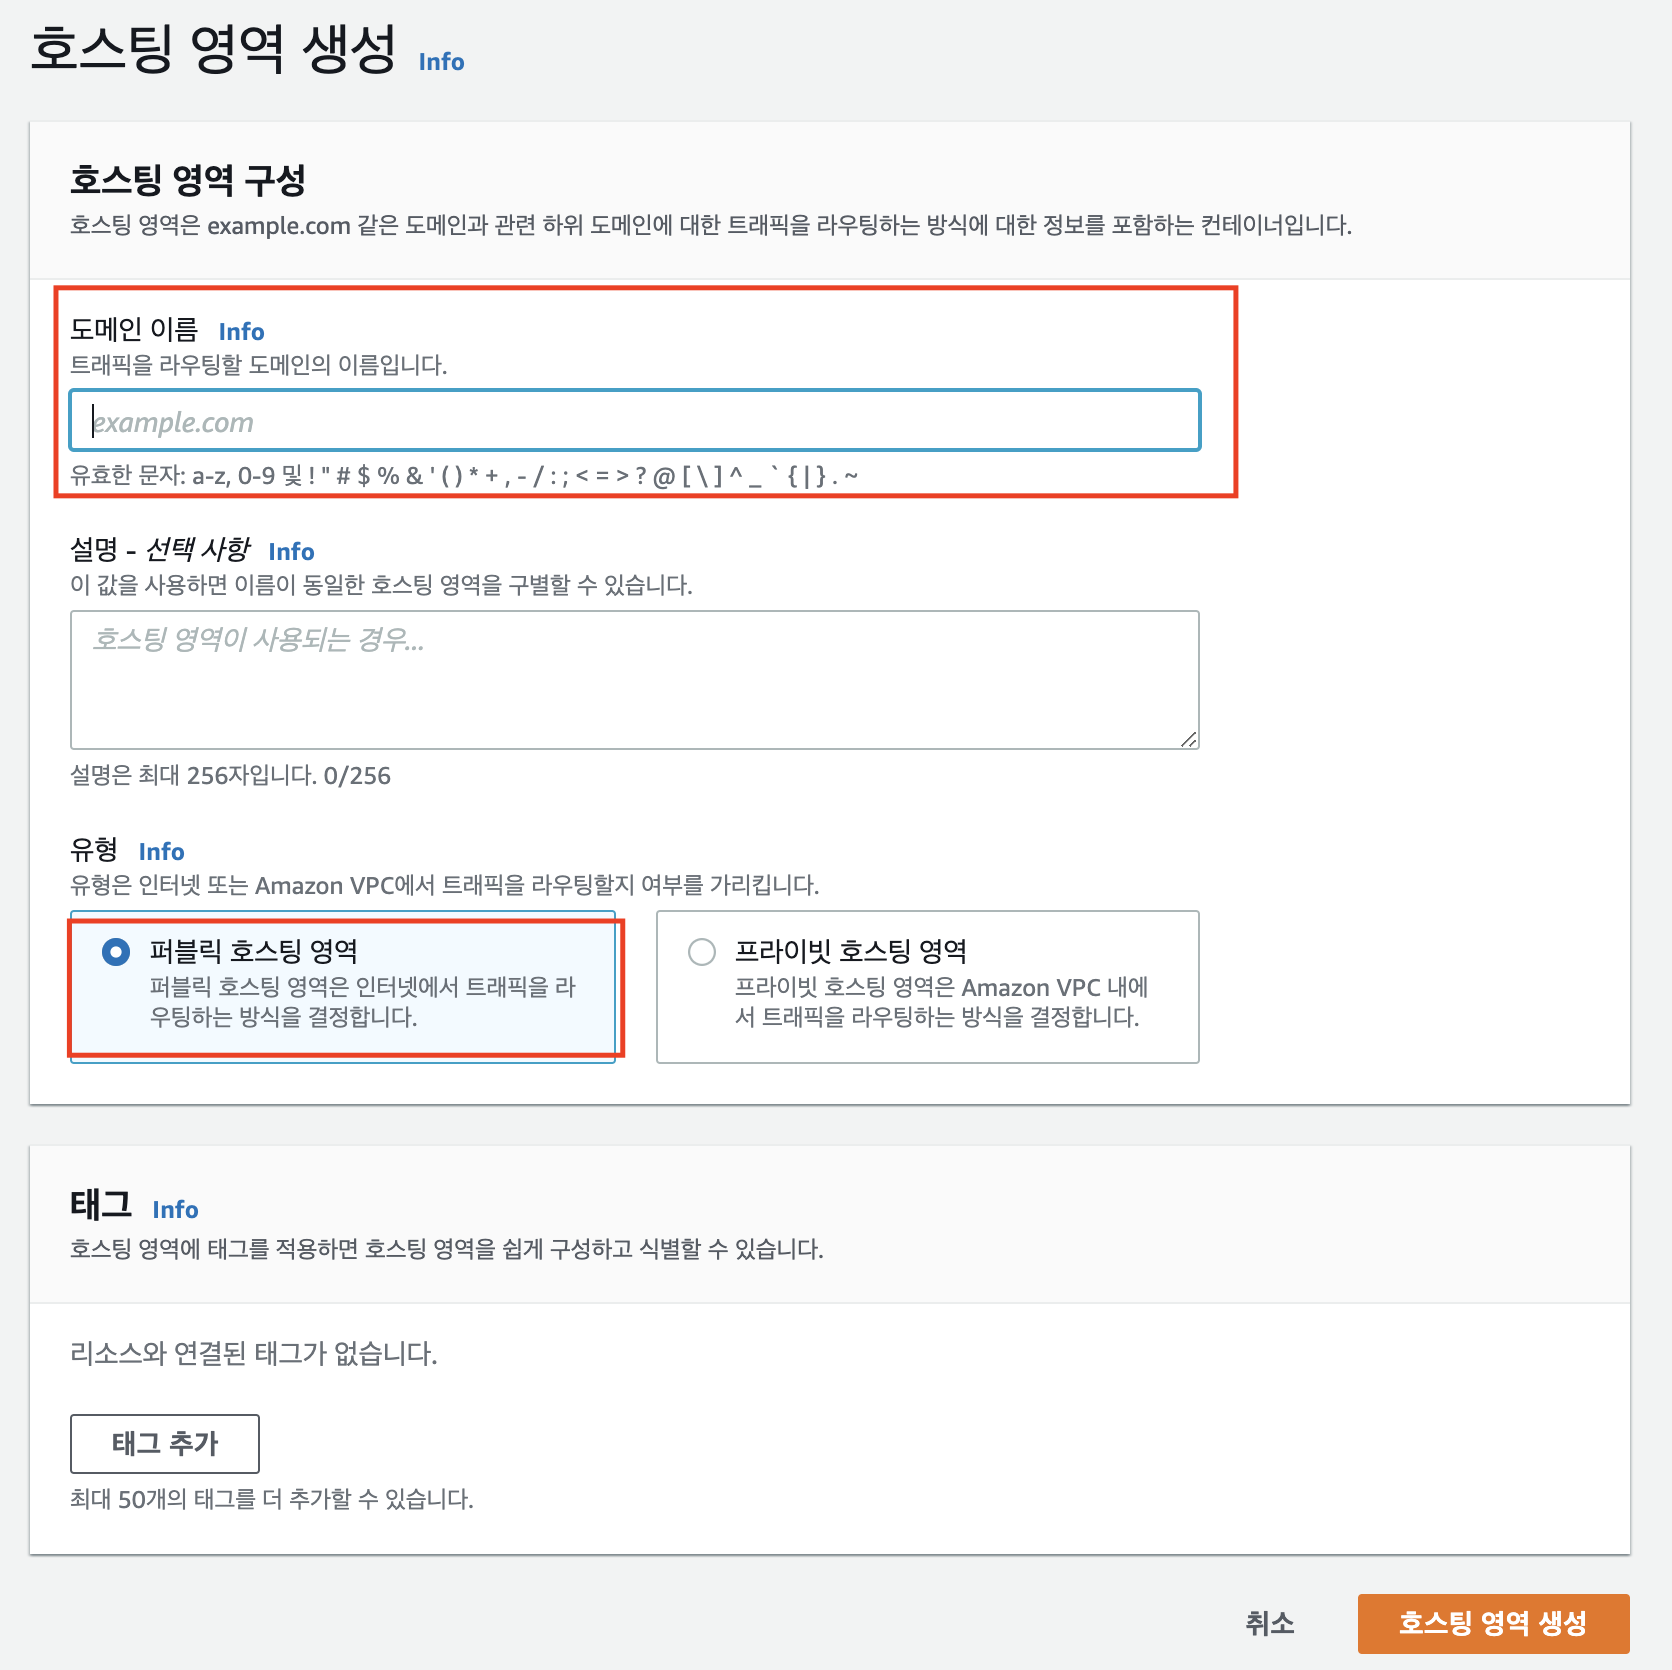 호스팅 영역 생성 Info
호스팅 영역 구성
호스팅 영역은 example.com 같은 도메인과 관련 하위 도메인에 대한 트래픽을 라우팅하는 방식에 대한 정보를 포함하는 컨테이너입니다.
도메인 이름 Info
트래픽을 라우팅할 도메인의 이름입니다.
example.com
유효한 문자: a-z, 0-9 및 ! " # $ % & ' ( ) * + , - / : ; < = > ? @ [ \ ] ^ _ ` { | } . ~
설명 - 선택 사항 Info
이 값을 사용하면 이름이 동일한 호스팅 영역을 구별할 수 있습니다.
호스팅 영역이 사용되는 경우...
설명은 최대 256자입니다. 0/256
유형 Info
유형은 인터넷 또는 Amazon VPC에서 트래픽을 라우팅할지 여부를 가리킵니다.
퍼블릭 호스팅 영역
퍼블릭 호스팅 영역은 인터넷에서 트래픽을 라
우팅하는 방식을 결정합니다.
프라이빗 호스팅 영역
프라이빗 호스팅 영역은 Amazon VPC 내에
서 트래픽을 라우팅하는 방식을 결정합니다.
태그 Info
호스팅 영역에 태그를 적용하면 호스팅 영역을 쉽게 구성하고 식별할 수 있습니다.
리소스와 연결된 태그가 없습니다.
태그 추가
최대 50개의 태그를 더 추가할 수 있습니다.
취소
호스팅 영역 생성